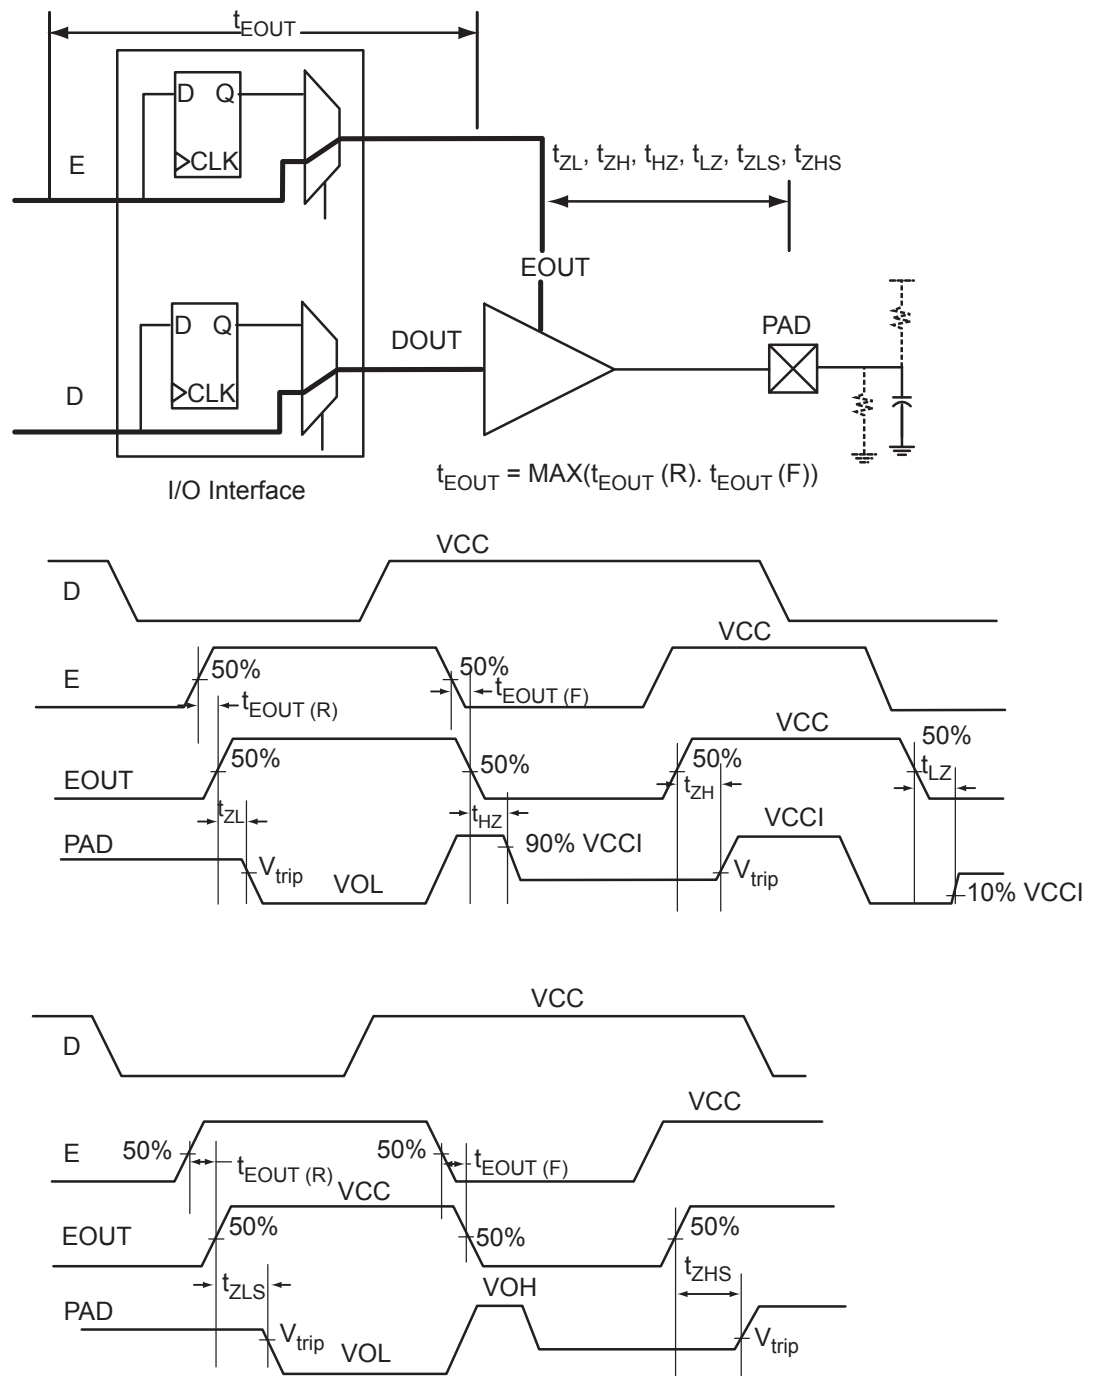 tEOUT
D Q
CLK
E
tZL, tZH, tHZ, tLZ, tZLS, tZHS
EOUT
D Q
CLK
DOUT
PAD
D
I/O Interface
tEOUT = MAX(tEOUT (R). tEOUT (F))
VCC
D
VCC
E
50%
50%
tEOUT (R)
tEOUT (F)
VCC
EOUT
50%
50%
50%
50%
tZL
tHZ
tZH
tLZ
PAD
Vtrip
VOL
90% VCCI
VCCI
Vtrip
10% VCCI
VCC
D
VCC
E
50%
50%
tEOUT (R)
tEOUT (F)
VCC
EOUT
50%
50%
50%
tZLS
tZHS
VOH
PAD
Vtrip
VOL
Vtrip